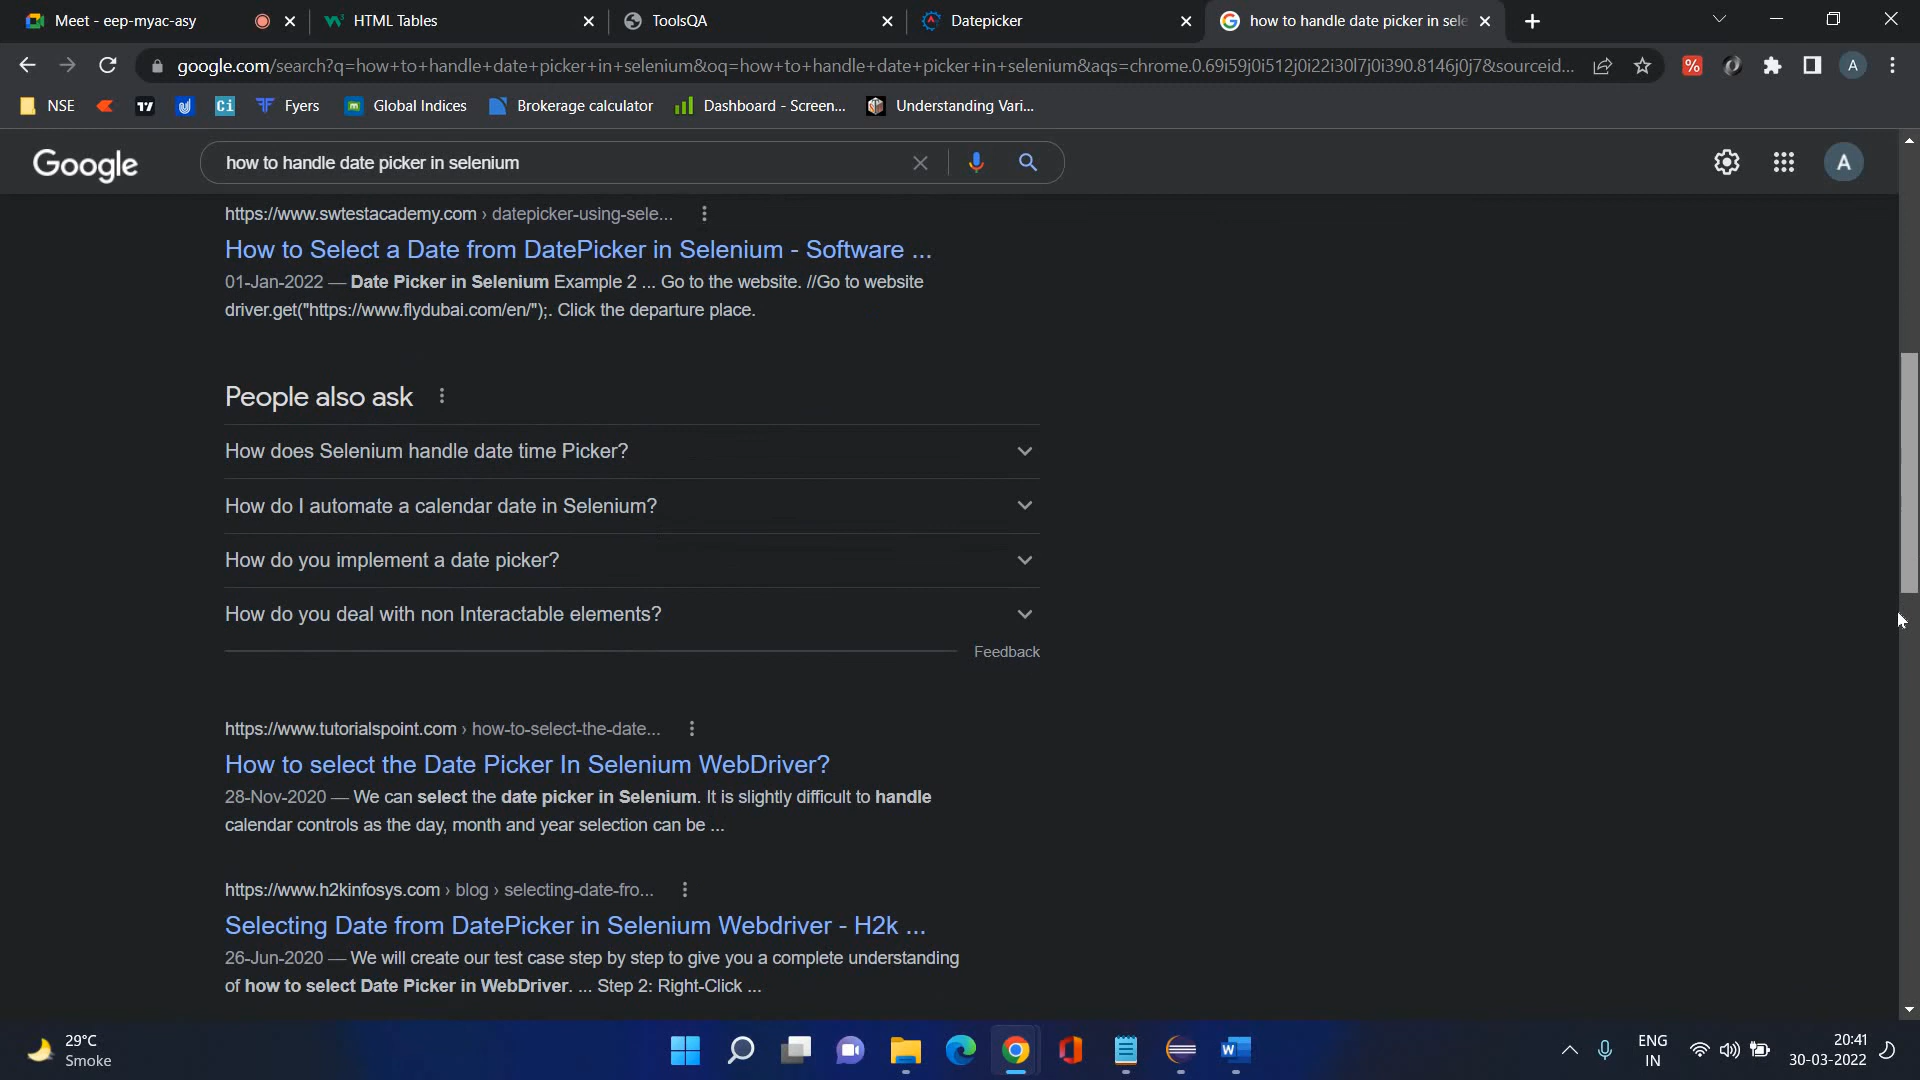 Meet - eep-myac-asy
HTML Tables
ToolsQA
Datepicker
how to handle date picker in sele
google.com/search?q=how+to+handle+date+picker+in+selenium&oq=how+to+handle+date+picker+in+selenium&aqs=chrome.0.69i59j0i512j0i22i30l7j0i390.8146j0j7&sourceid...
%
A
NSE
Ci
Fyers
Global Indices
Brokerage calculator
Dashboard - Screen...
Understanding Vari...
Google
how to handle date picker in selenium
A
https://www.swtestacademy.com › datepicker-using-sele...
How to Select a Date from DatePicker in Selenium - Software ...
01-Jan-2022 — Date Picker in Selenium Example 2 ... Go to the website. //Go to website
driver.get("https://www.flydubai.com/en/");. Click the departure place.
People also ask
How does Selenium handle date time Picker?
How do I automate a calendar date in Selenium?
How do you implement a date picker?
How do you deal with non Interactable elements?
Feedback
https://www.tutorialspoint.com › how-to-select-the-date...
How to select the Date Picker In Selenium WebDriver?
28-Nov-2020 — We can select the date picker in Selenium. It is slightly difficult to handle
calendar controls as the day, month and year selection can be ...
https://www.h2kinfosys.com › blog › selecting-date-fro...
Selecting Date from DatePicker in Selenium Webdriver - H2k ...
26-Jun-2020 — We will create our test case step by step to give you a complete understanding
of how to select Date Picker in WebDriver. ... Step 2: Right-Click ...
29°C
Smoke
ENG
IN
20:41
30-03-2022